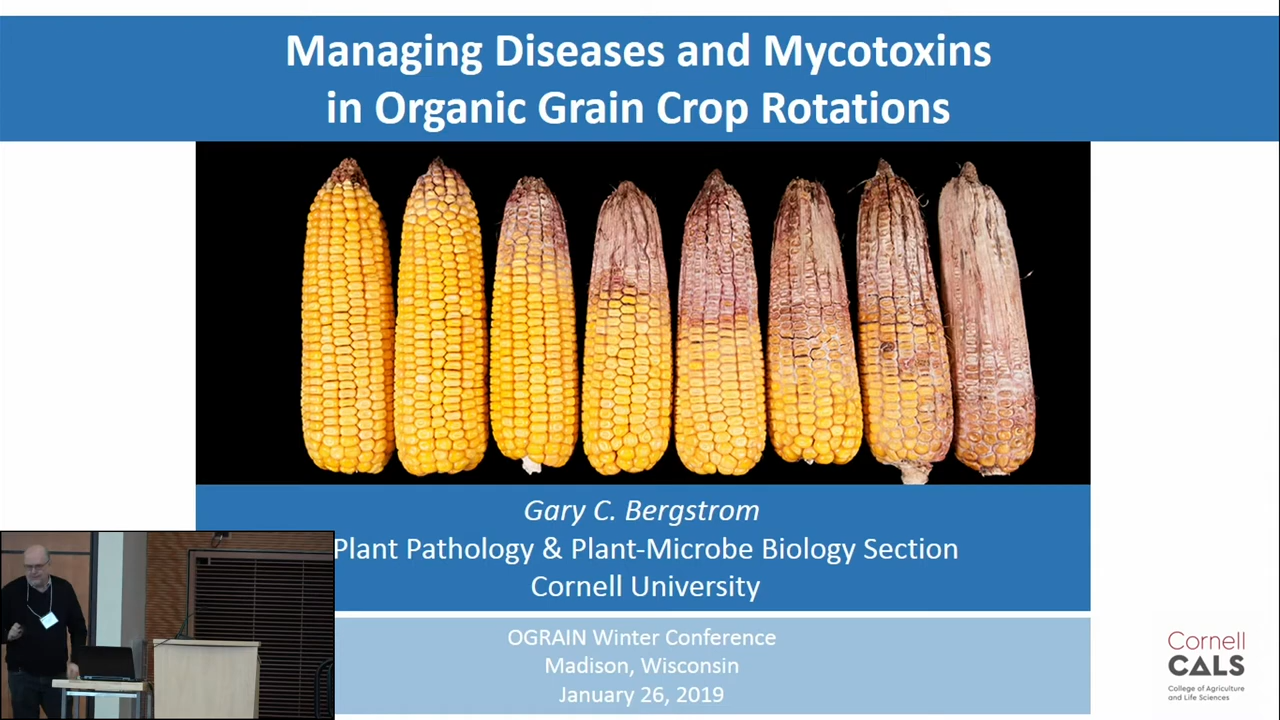 Managing Diseases and Mycotoxins
in Organic Grain Crop Rotations
Gary C. Bergstrom
Plant Pathology & Plant-Microbe Biology Section
Cornell University
OGRAIN Winter Conference
Madison, Wisconsin
January 26, 2019
Cornell
CALS
College of Agriculture
and Life Sciences